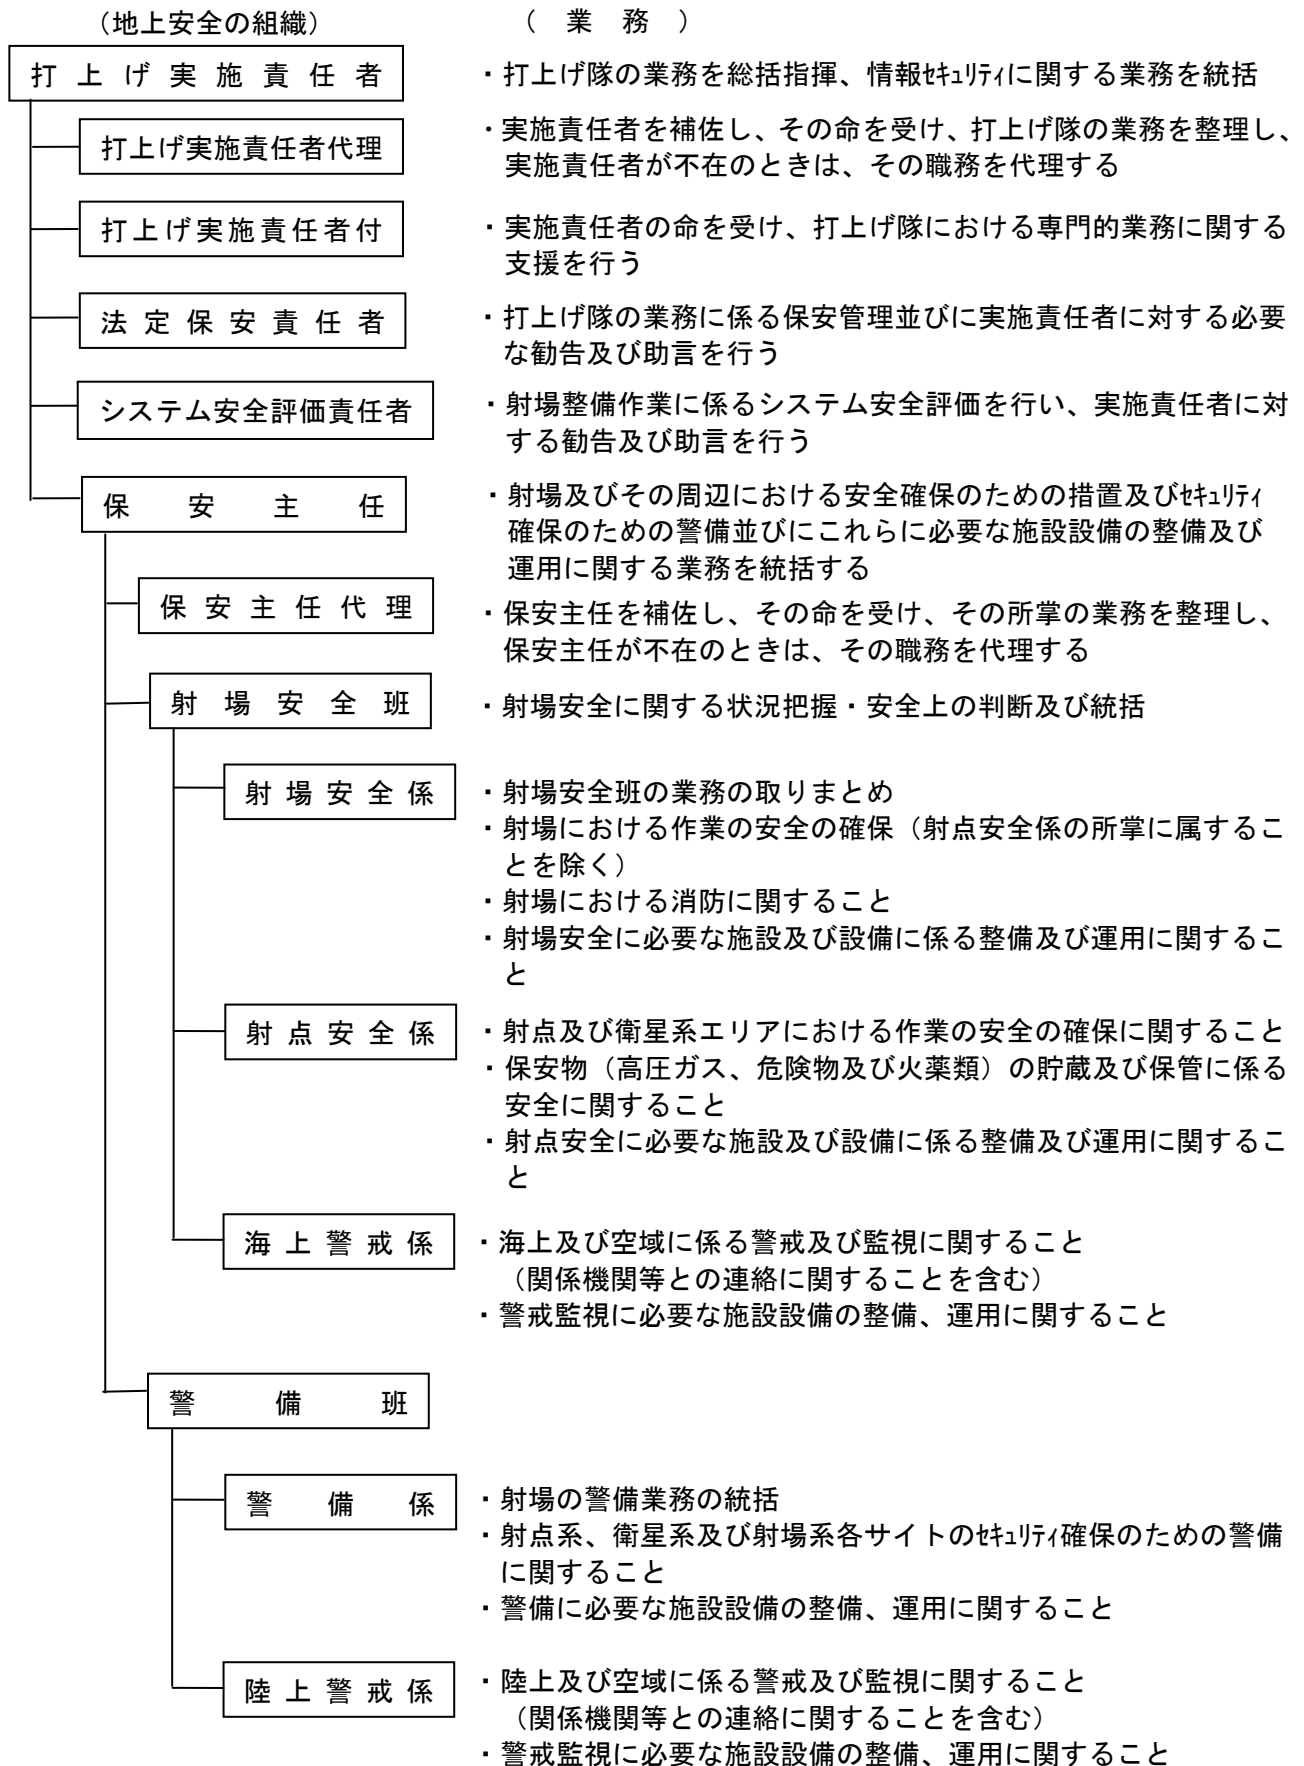 （地上安全の組織）
（　業　務　）
打上げ実施責任者
・打上げ隊の業務を総括指揮、情報ｾｷｭﾘﾃｨに関する業務を統括
打上げ実施責任者代理
・実施責任者を補佐し、その命を受け、打上げ隊の業務を整理し、
実施責任者が不在のときは、その職務を代理する
打上げ実施責任者付
・実施責任者の命を受け、打上げ隊における専門的業務に関する
支援を行う
法定保安責任者
・打上げ隊の業務に係る保安管理並びに実施責任者に対する必要
な勧告及び助言を行う
システム安全評価責任者
・射場整備作業に係るシステム安全評価を行い、実施責任者に対
する勧告及び助言を行う
保安主任
・射場及びその周辺における安全確保のための措置及びｾｷｭﾘﾃｨ
確保のための警備並びにこれらに必要な施設設備の整備及び
運用に関する業務を統括する
保安主任代理
・保安主任を補佐し、その命を受け、その所掌の業務を整理し、
保安主任が不在のときは、その職務を代理する
射場安全班
・射場安全に関する状況把握・安全上の判断及び統括
射場安全係
・射場安全班の業務の取りまとめ
・射場における作業の安全の確保（射点安全係の所掌に属するこ
とを除く）
・射場における消防に関すること
・射場安全に必要な施設及び設備に係る整備及び運用に関するこ
と
射点安全係
・射点及び衛星系エリアにおける作業の安全の確保に関すること
・保安物（高圧ガス、危険物及び火薬類）の貯蔵及び保管に係る
安全に関すること
・射点安全に必要な施設及び設備に係る整備及び運用に関するこ
と
海上警戒係
・海上及び空域に係る警戒及び監視に関すること
（関係機関等との連絡に関することを含む）
・警戒監視に必要な施設設備の整備、運用に関すること
警備班
警備係
・射場の警備業務の統括
・射点系、衛星系及び射場系各サイトのｾｷｭﾘﾃｨ確保のための警備
に関すること
・警備に必要な施設設備の整備、運用に関すること
陸上警戒係
・陸上及び空域に係る警戒及び監視に関すること
（関係機関等との連絡に関することを含む）
・警戒監視に必要な施設設備の整備、運用に関すること